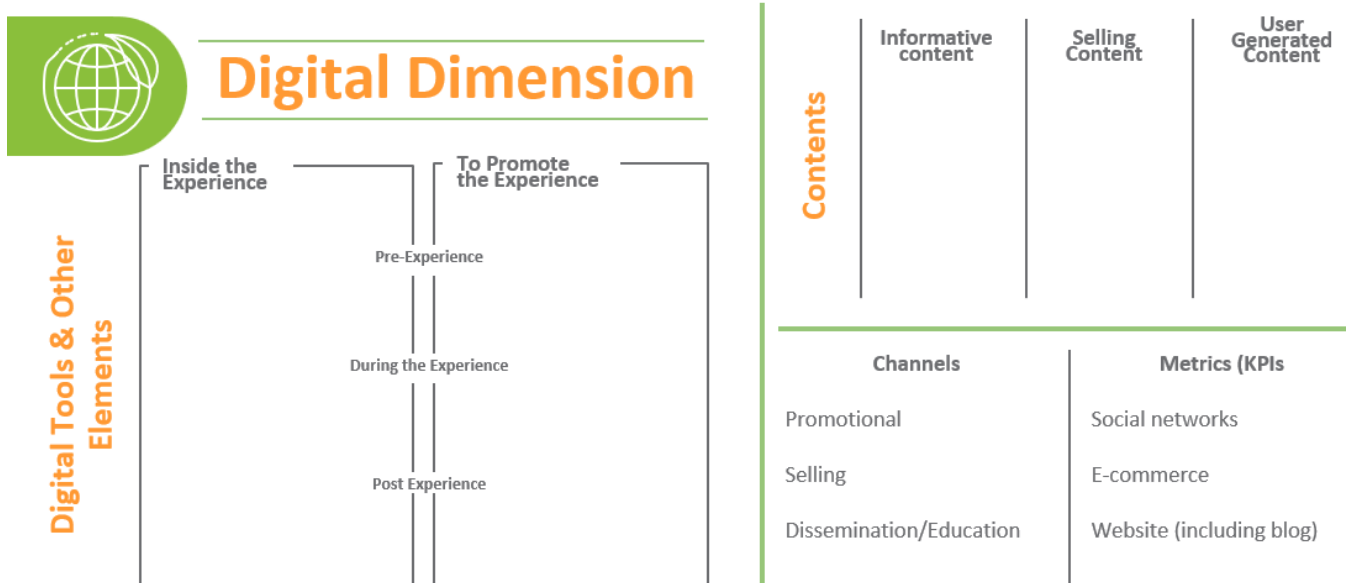 Digital Dimension
Inside the
Experience
To Promote
the Experience
Digital Tools & Other
Elements
Pre-Experience
During the Experience
Post Experience
Contents
Informative
content
Selling
Content
User
Generated
Content
Channels
Promotional
Selling
Dissemination/Education
Metrics (KPIs
Social networks
E-commerce
Website (including blog)